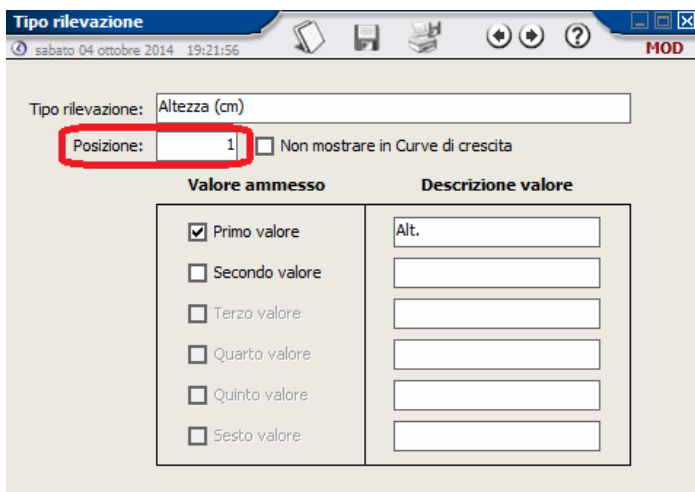 Tipo rilevazione
sabato 04 ottobre 2014 19:21:56
MOD
Tipo rilevazione: Altezza (cm)
Posizione: 1 Non mostrare in Curve di crescita
Valore ammesso Descrizione valore
Primo valore Alt.
Secondo valore
Terzo valore
Quarto valore
Quinto valore
Sesto valore